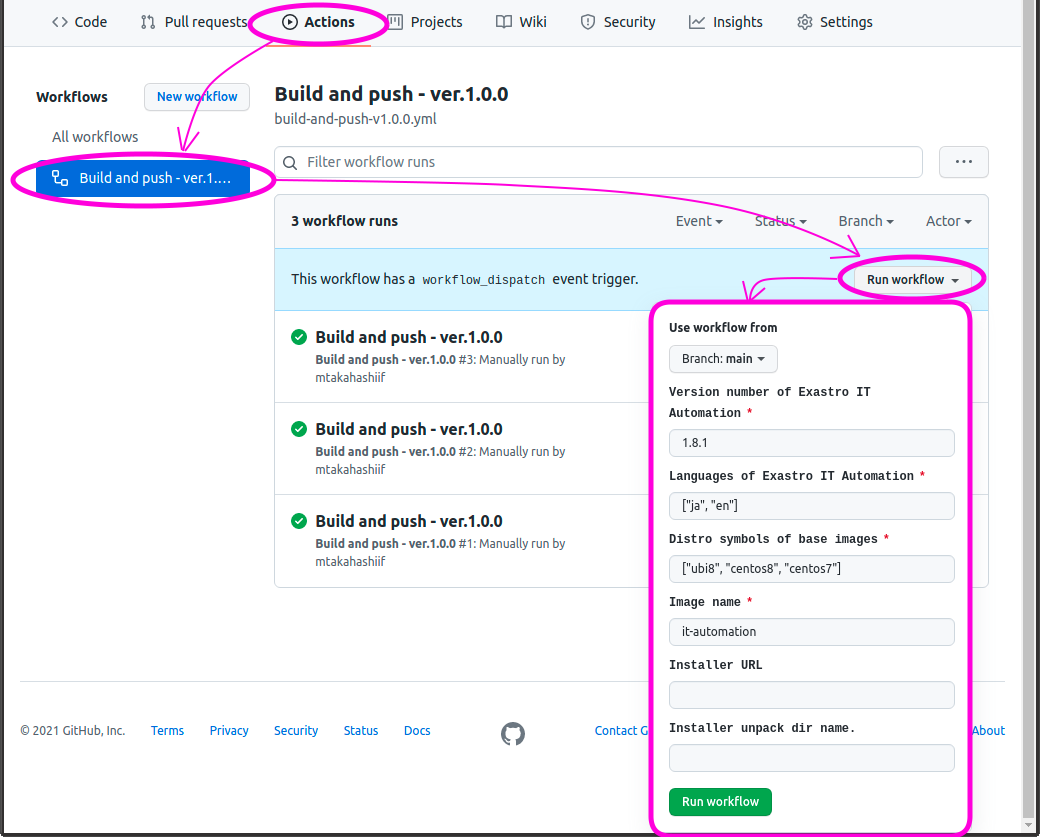 Code
Pull requests
Actions
Projects
Wiki
Security
Insights
Settings
Workflows
New workflow
All workflows
Build and push - ver.1....
Build and push - ver.1.0.0
build-and-push-v1.0.0.yml
Filter workflow runs
3 workflow runs
Event
Status
Branch
Actor
This workflow has a workflow_dispatch event trigger.
Run workflow
Build and push - ver.1.0.0
Build and push - ver.1.0.0 #3: Manually run by
mtakahashiif
Build and push - ver.1.0.0
Build and push - ver.1.0.0 #2: Manually run by
mtakahashiif
Build and push - ver.1.0.0
Build and push - ver.1.0.0 #1: Manually run by
mtakahashiif
Use workflow from
Branch: main
Version number of Exastro IT
Automation *
1.8.1
Languages of Exastro IT Automation *
["ja", "en"]
Distro symbols of base images *
["ubi8", "centos8", "centos7"]
Image name *
it-automation
Installer URL
Installer unpack dir name.
Run workflow
© 2021 GitHub, Inc.
Terms
Privacy
Security
Status
Docs
Contact G
About